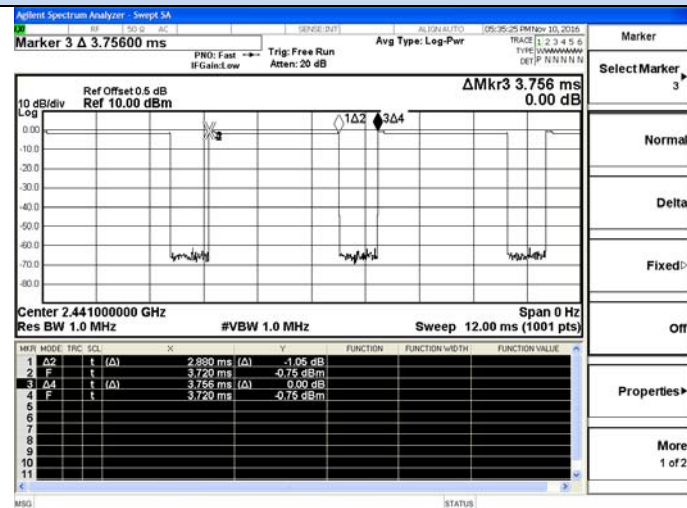 Agilent Spectrum Analyzer - Swept SA
RF 50 Ω AC SENSE:INT ALIGN AUTO 05:35:25 PM Nov 10, 2016
Marker 3 Δ 3.75600 ms
PNO: Fast
IFGain:Low
Trig: Free Run
Atten: 20 dB
Avg Type: Log-Pwr
TRACE 1 2 3 4 5 6
TYPE WWWWWW
DET P N N N N N
Marker
Select Marker
3
Normal
Delta
Fixed
Off
Properties
More
1 of 2
ΔMkr3 3.756 ms
0.00 dB
Ref Offset 0.5 dB
10 dB/div Ref 10.00 dBm
Log
1Δ2 3Δ4
0.00
-10.0
-20.0
-30.0
-40.0
-50.0
-60.0
-70.0
-80.0
Center 2.441000000 GHz Span 0 Hz
Res BW 1.0 MHz #VBW 1.0 MHz Sweep 12.00 ms (1001 pts)
MKR MODE TRC SCL X Y FUNCTION FUNCTION WIDTH FUNCTION VALUE
1 Δ2 t (Δ) 2.880 ms (Δ) -1.05 dB
2 F t 3.720 ms -0.75 dBm
3 Δ4 t (Δ) 3.756 ms (Δ) 0.00 dB
4 F t 3.720 ms -0.75 dBm
5
6
7
8
9
10
11
MSG STATUS